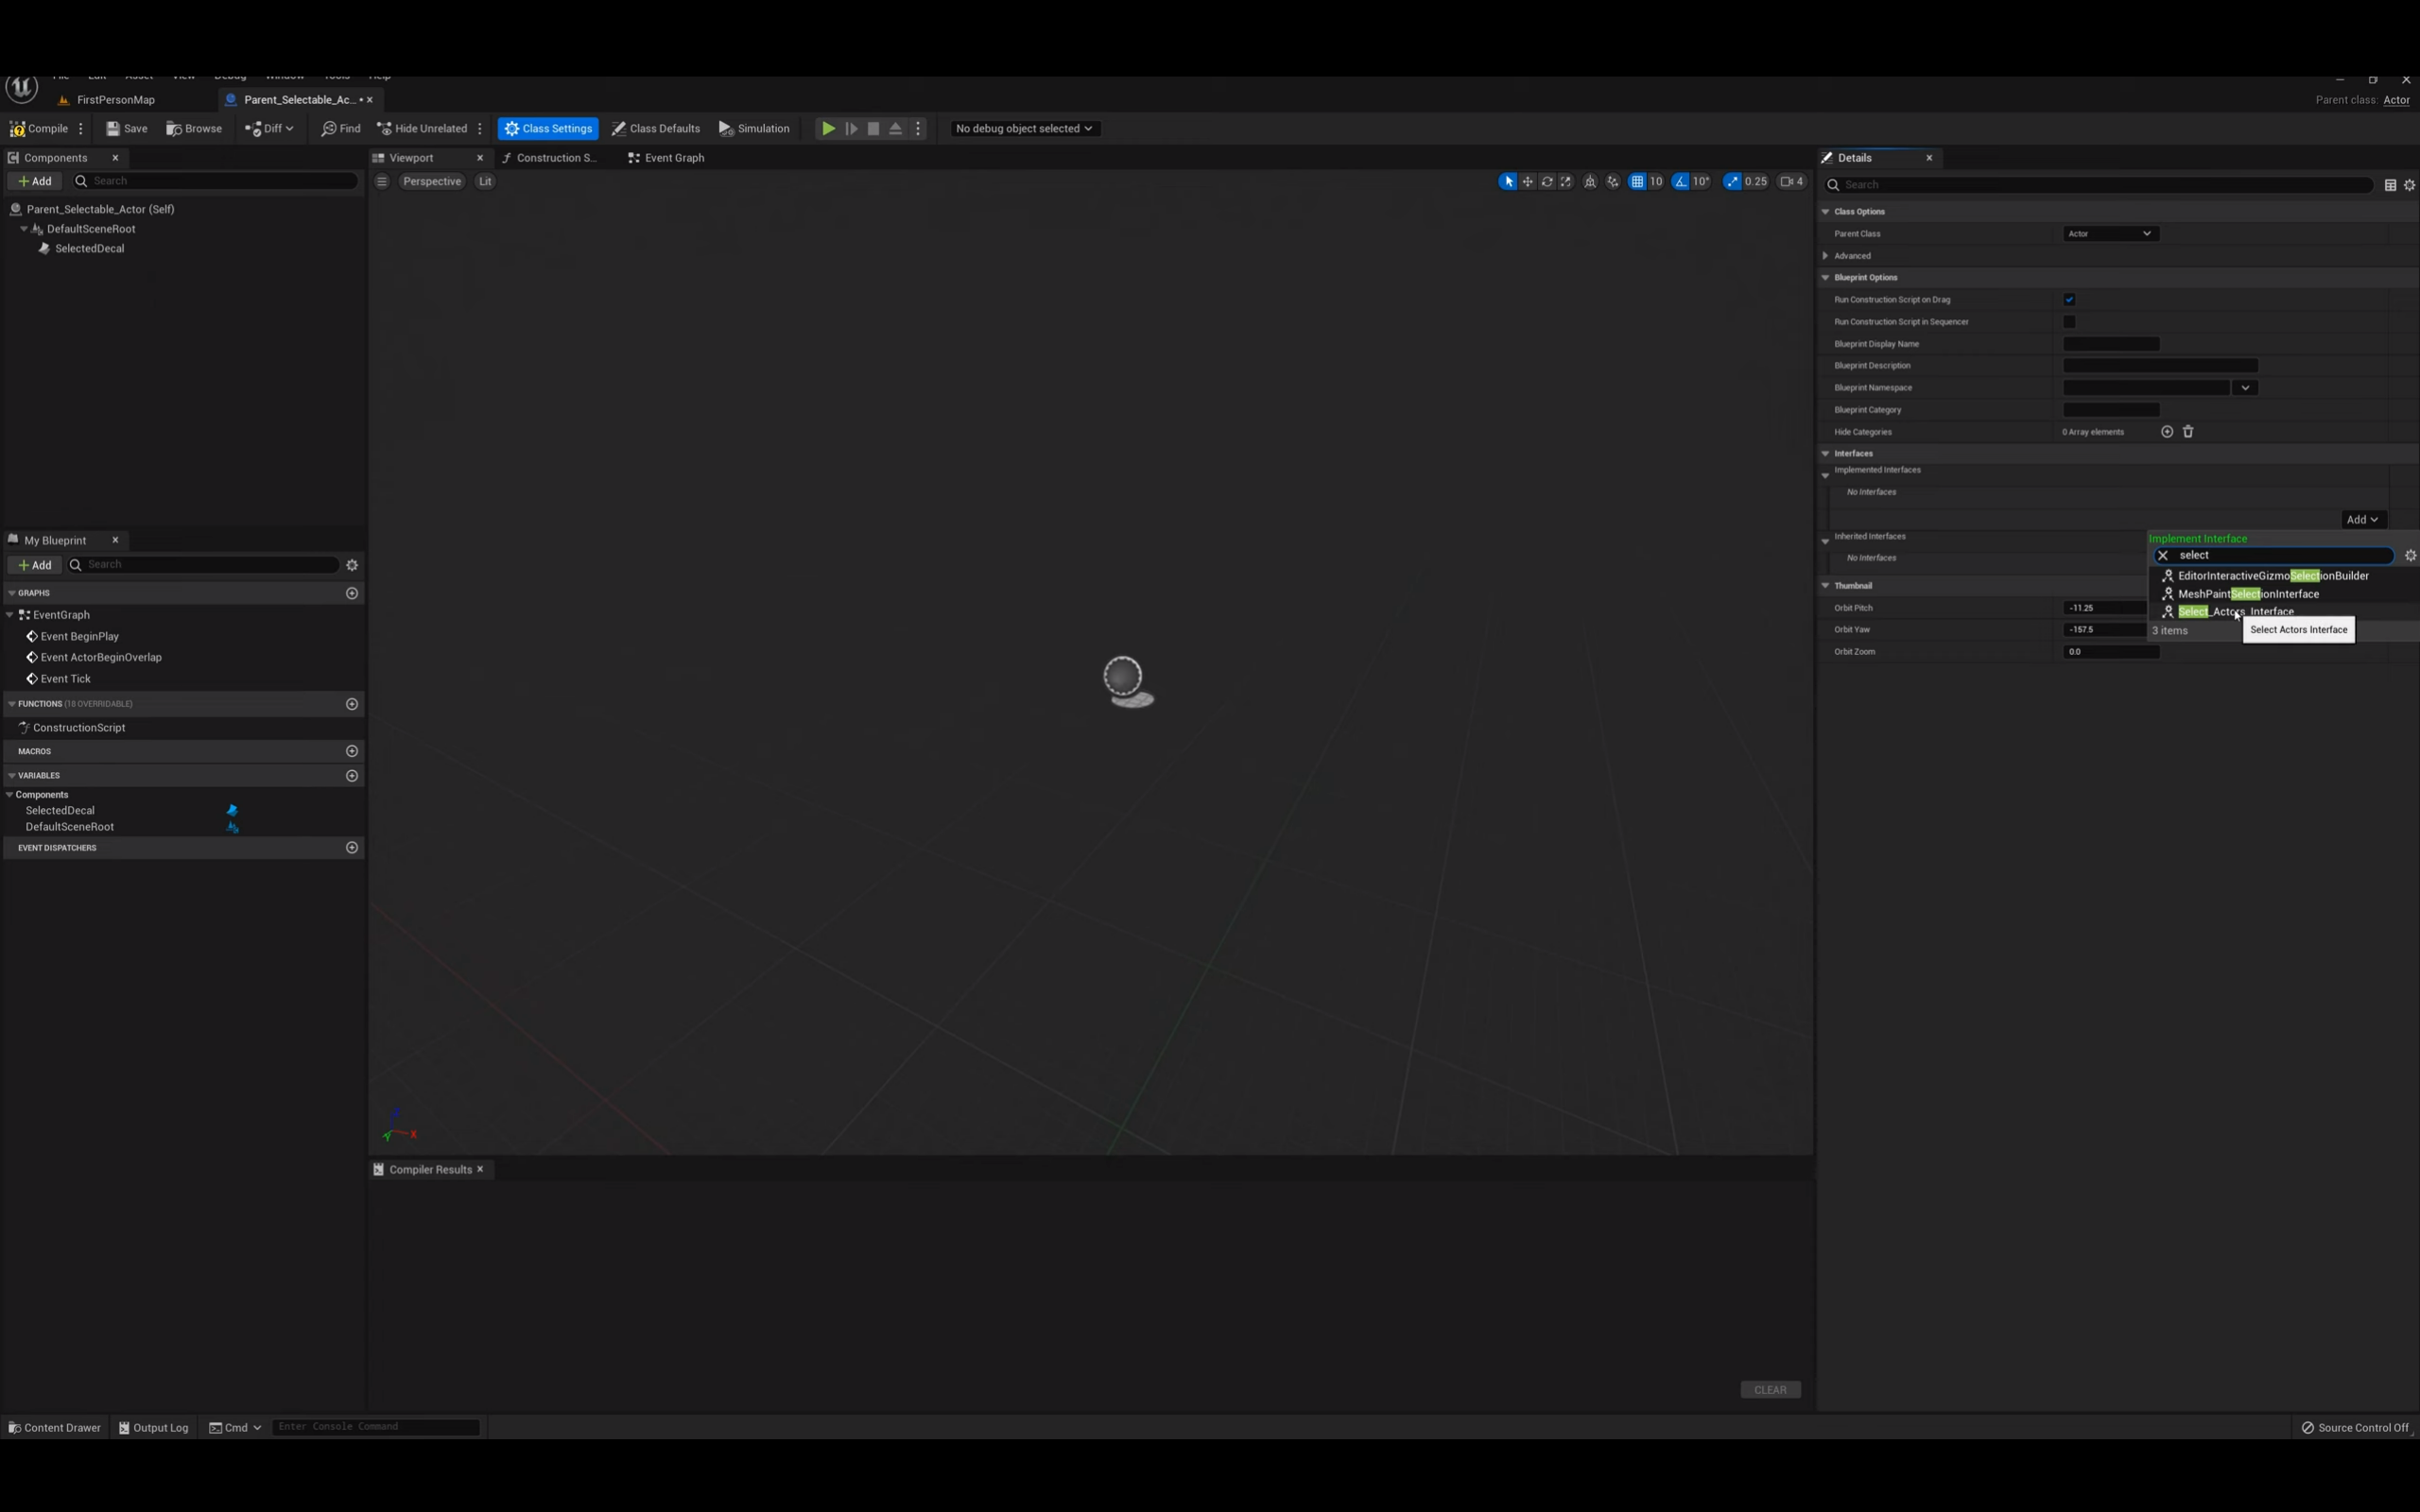 File Edit Asset View Debug Window Tools Help
FirstPersonMap
Parent_Selectable_Ac... •
Parent class: Actor
Compile
Save
Browse
Diff
Find
Hide Unrelated
Class Settings
Class Defaults
Simulation
No debug object selected
Components
Add
Search
Parent_Selectable_Actor (Self)
DefaultSceneRoot
SelectedDecal
My Blueprint
Add
Search
GRAPHS
EventGraph
Event BeginPlay
Event ActorBeginOverlap
Event Tick
FUNCTIONS (18 OVERRIDABLE)
ConstructionScript
MACROS
VARIABLES
Components
SelectedDecal
DefaultSceneRoot
EVENT DISPATCHERS
Viewport
Construction S...
Event Graph
Perspective
Lit
10
10°
0.25
4
X
Compiler Results
CLEAR
Details
Search
Class Options
Parent Class
Actor
Advanced
Blueprint Options
Run Construction Script on Drag
Run Construction Script in Sequencer
Blueprint Display Name
Blueprint Description
Blueprint Namespace
Blueprint Category
Hide Categories
0 Array elements
Interfaces
Implemented Interfaces
No Interfaces
Add
Inherited Interfaces
No Interfaces
Implement Interface
select
EditorInteractiveGizmoSelectionBuilder
MeshPaintSelectionInterface
Select_Actors_Interface
3 items
Select Actors Interface
Thumbnail
Orbit Pitch
-11.25
Orbit Yaw
-157.5
Orbit Zoom
0.0
Content Drawer
Output Log
Cmd
Enter Console Command
Source Control Off